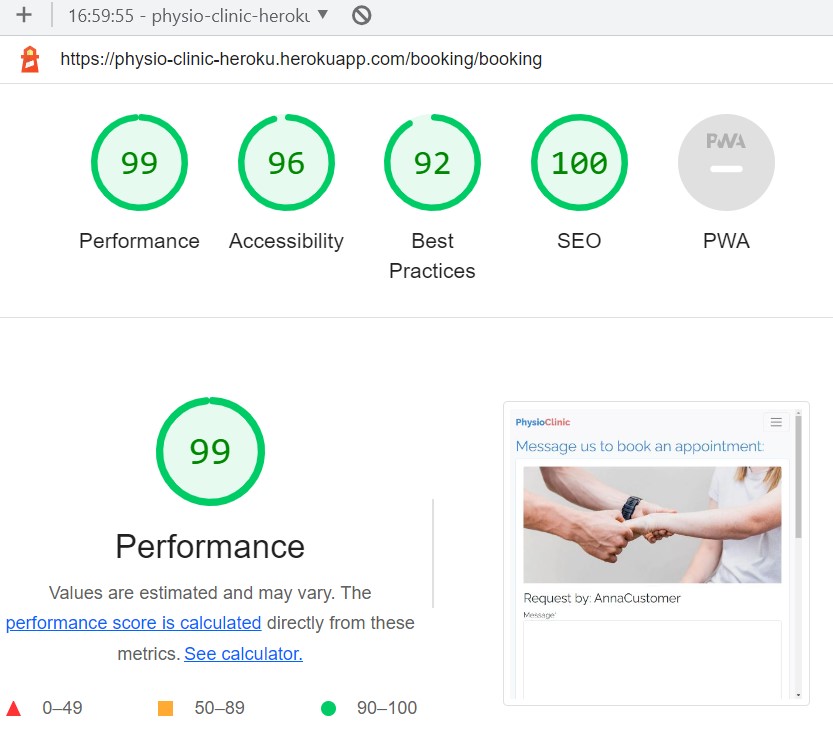 16:59:55 - physio-clinic-heroku
https://physio-clinic-heroku.herokuapp.com/booking/booking
99
96
92
100
PWA
Performance
Accessibility
Best
Practices
SEO
PWA
99
Performance
Values are estimated and may vary. The
performance score is calculated directly from these
metrics. See calculator.
0–49
50–89
90–100
PhysioClinic
Message us to book an appointment:
Request by: AnnaCustomer
Message*